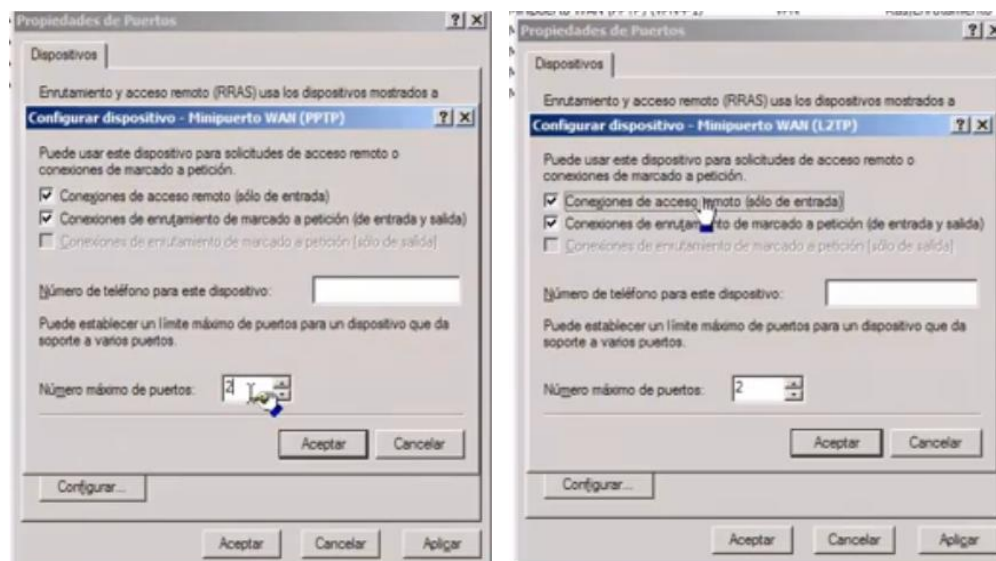 Propiedades de Puertos
Dispositivos
Enrutamiento y acceso remoto (RRAS) usa los dispositivos mostrados a
Configurar dispositivo - Minipuerto WAN (PPTP)
Puede usar este dispositivo para solicitudes de acceso remoto o
conexiones de marcado a petición.
Conexiones de acceso remoto (sólo de entrada)
Conexiones de enrutamiento de marcado a petición (de entrada y salida)
Conexiones de enrutamiento de marcado a petición (sólo de salida)
Número de teléfono para este dispositivo:
Puede establecer un límite máximo de puertos para un dispositivo que da
soporte a varios puertos.
Número máximo de puertos: 2
Aceptar Cancelar
Configurar...
Aceptar Cancelar Aplicar
Propiedades de Puertos
Dispositivos
Enrutamiento y acceso remoto (RRAS) usa los dispositivos mostrados a
Configurar dispositivo - Minipuerto WAN (L2TP)
Puede usar este dispositivo para solicitudes de acceso remoto o
conexiones de marcado a petición.
Conexiones de acceso remoto (sólo de entrada)
Conexiones de enrutamiento de marcado a petición (de entrada y salida)
Conexiones de enrutamiento de marcado a petición (sólo de salida)
Número de teléfono para este dispositivo:
Puede establecer un límite máximo de puertos para un dispositivo que da
soporte a varios puertos.
Número máximo de puertos: 2
Aceptar Cancelar
Configurar...
Aceptar Cancelar Aplicar